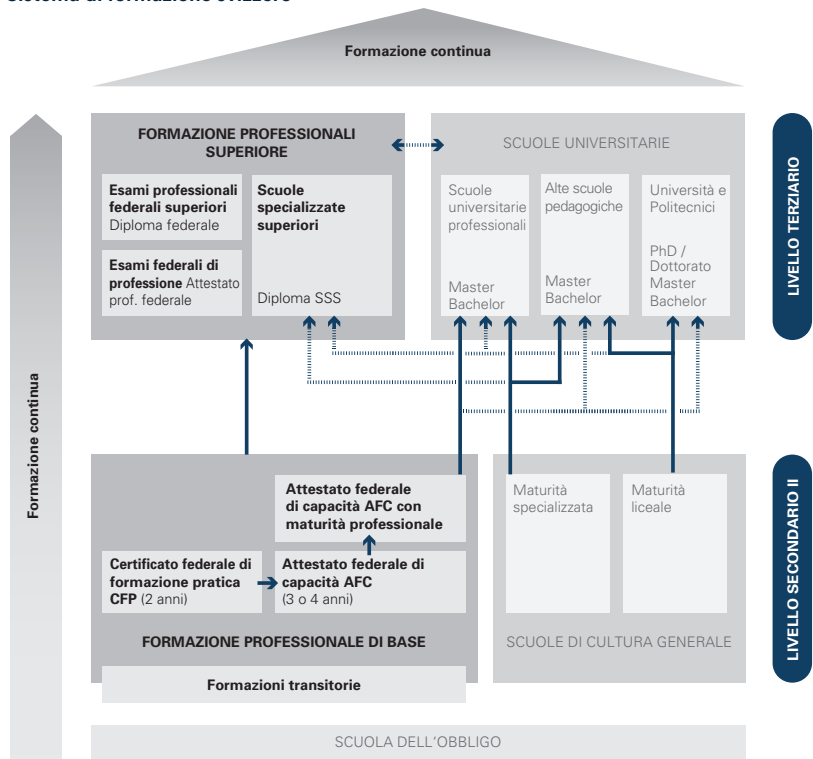 Sistema di formazione svizzero
Formazione continua
FORMAZIONE PROFESSIONALI
SUPERIORE
SCUOLE UNIVERSITARIE
Esami professionali
federali superiori
Diploma federale
Esami federali di
professione Attestato
prof. federale
Scuole
specializzate
superiori
Diploma SSS
Scuole
universitarie
professionali
Master
Bachelor
Alte scuole
pedagogiche
Master
Bachelor
Università e
Politecnici
PhD /
Dottorato
Master
Bachelor
LIVELLO TERZIARIO
Formazione continua
Attestato federale
di capacità AFC con
maturità professionale
Certificato federale di
formazione pratica
CFP (2 anni)
Attestato federale di
capacità AFC
(3 o 4 anni)
FORMAZIONE PROFESSIONALE DI BASE
Formazioni transitorie
Maturità
specializzata
Maturità
liceale
SCUOLE DI CULTURA GENERALE
LIVELLO SECONDARIO II
SCUOLA DELL'OBBLIGO